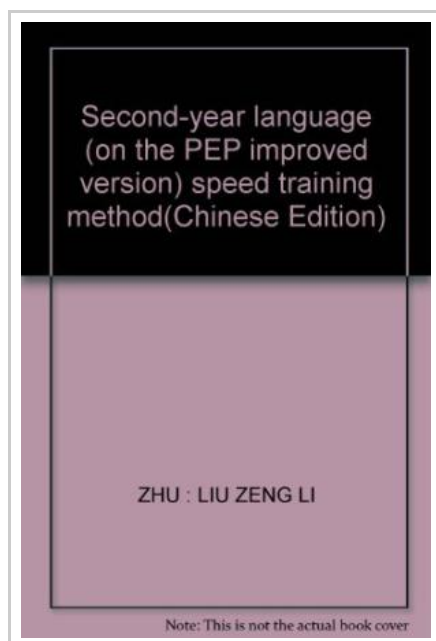 Second-year language
(on the PEP improved
version) speed training
method(Chinese Edition)
ZHU : LIU ZENG LI
Note: This is not the actual book cover